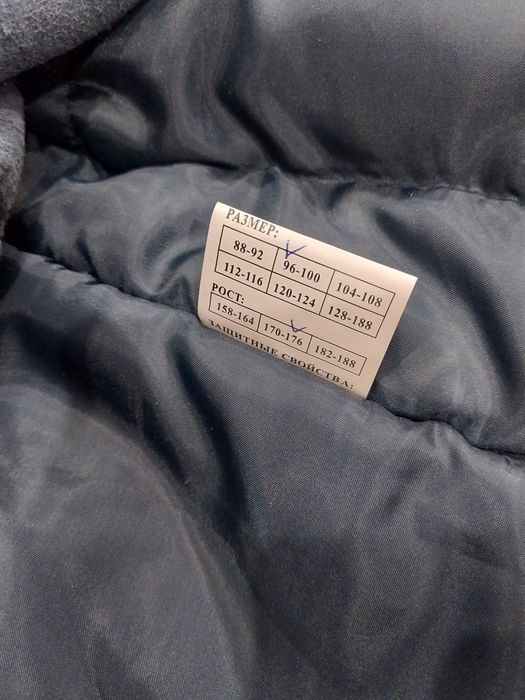 РАЗМЕР:
88-92 96-100 104-108
112-116 120-124 128-188
РОСТ:
158-164 170-176 182-188
ЗАЩИТНЫЕ СВОЙСТВА: